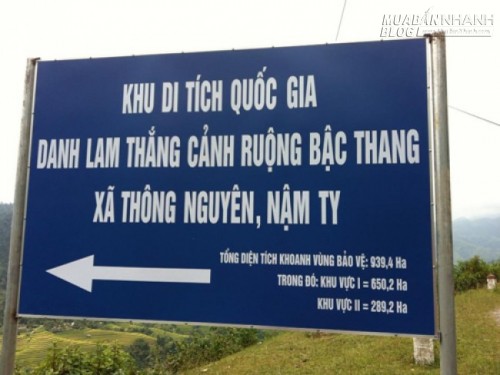 MUABANNHANH
BLOG
KHU DI TÍCH QUỐC GIA
DANH LAM THẮNG CẢNH RUỘNG BẬC THANG
XÃ THÔNG NGUYÊN, NẬM TY
TỔNG DIỆN TÍCH KHOANH VÙNG BẢO VỆ: 939,4 Ha
TRONG ĐÓ: KHU VỰC I = 650,2 Ha
KHU VỰC II = 289,2 Ha